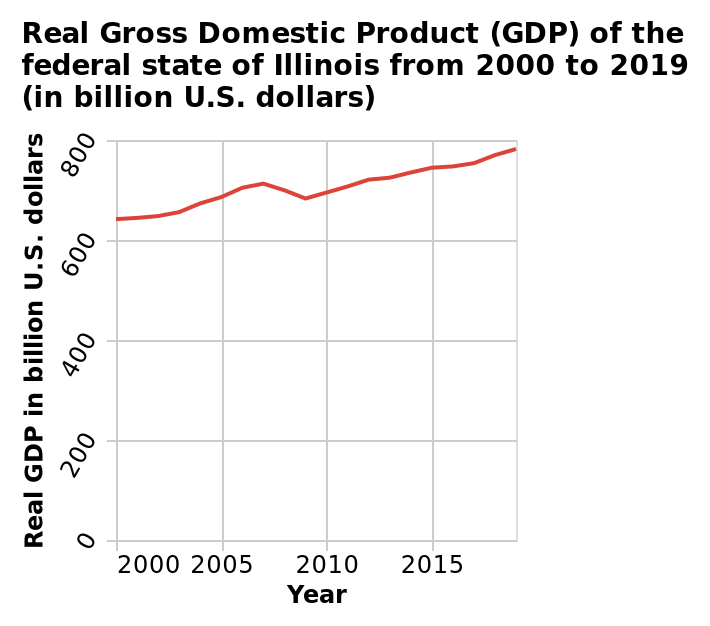 Real Gross Domestic Product (GDP) of the
federal state of Illinois from 2000 to 2019
(in billion U.S. dollars)
Real GDP in billion U.S. dollars
800
600
400
200
0
2000 2005 2010 2015
Year